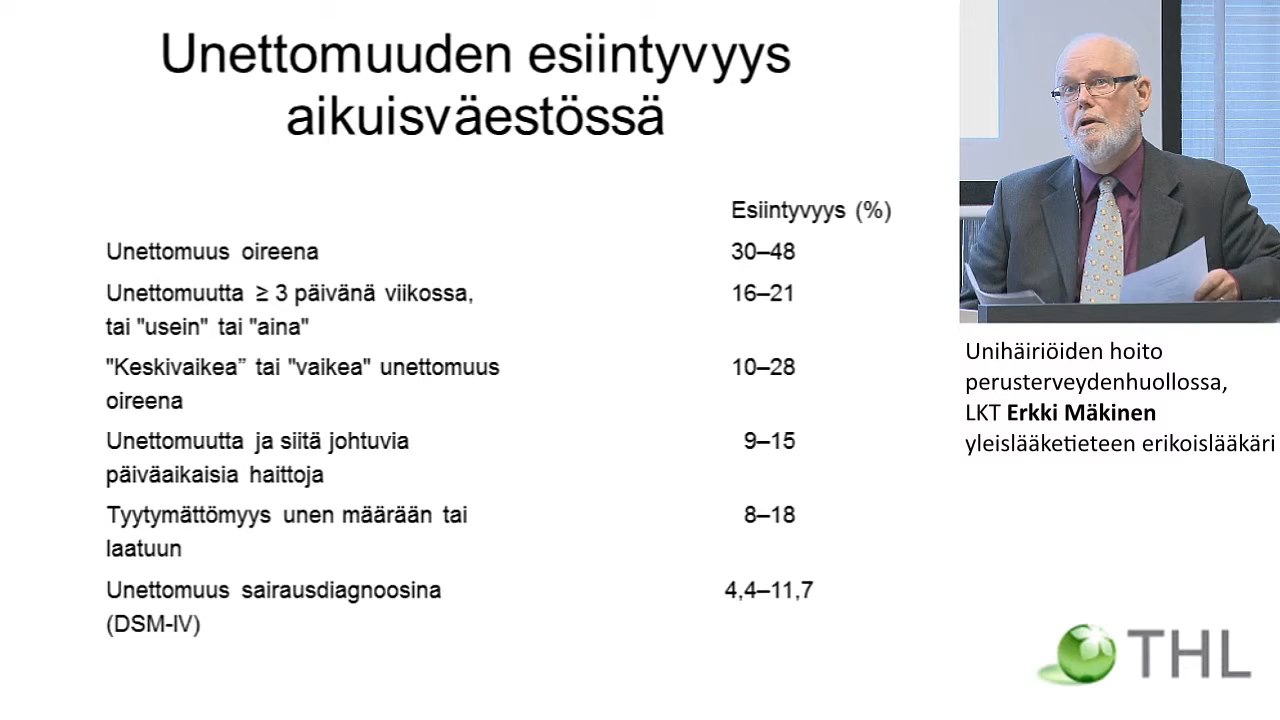 Unettomuuden esiintyvyys
aikuisväestössä
Esiintyvyys (%)
Unettomuus oireena 30–48
Unettomuutta ≥ 3 päivänä viikossa, 16–21
tai "usein" tai "aina"
"Keskivaikea” tai "vaikea" unettomuus 10–28
oireena
Unettomuutta ja siitä johtuvia 9–15
päiväaikaisia haittoja
Tyytymättömyys unen määrään tai 8–18
laatuun
Unettomuus sairausdiagnoosina 4,4–11,7
(DSM-IV)
Unihäiriöiden hoito
perusterveydenhuollossa,
LKT Erkki Mäkinen
yleislääketieteen erikoislääkäri
THL